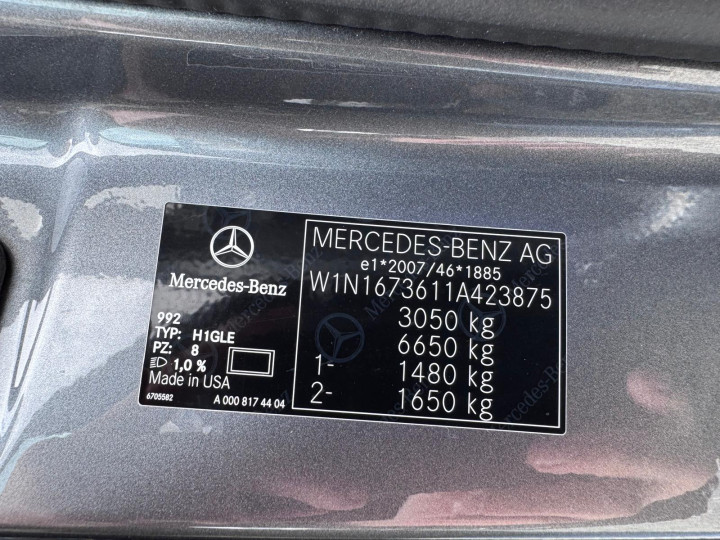 Mercedes-Benz
992
TYP: H1GLE
PZ: 8
1,0 %
Made in USA
6705582 A 000 817 44 04
MERCEDES-BENZ AG
e1*2007/46*1885
W1N1673611A423875
3050 kg
6650 kg
1- 1480 kg
2- 1650 kg